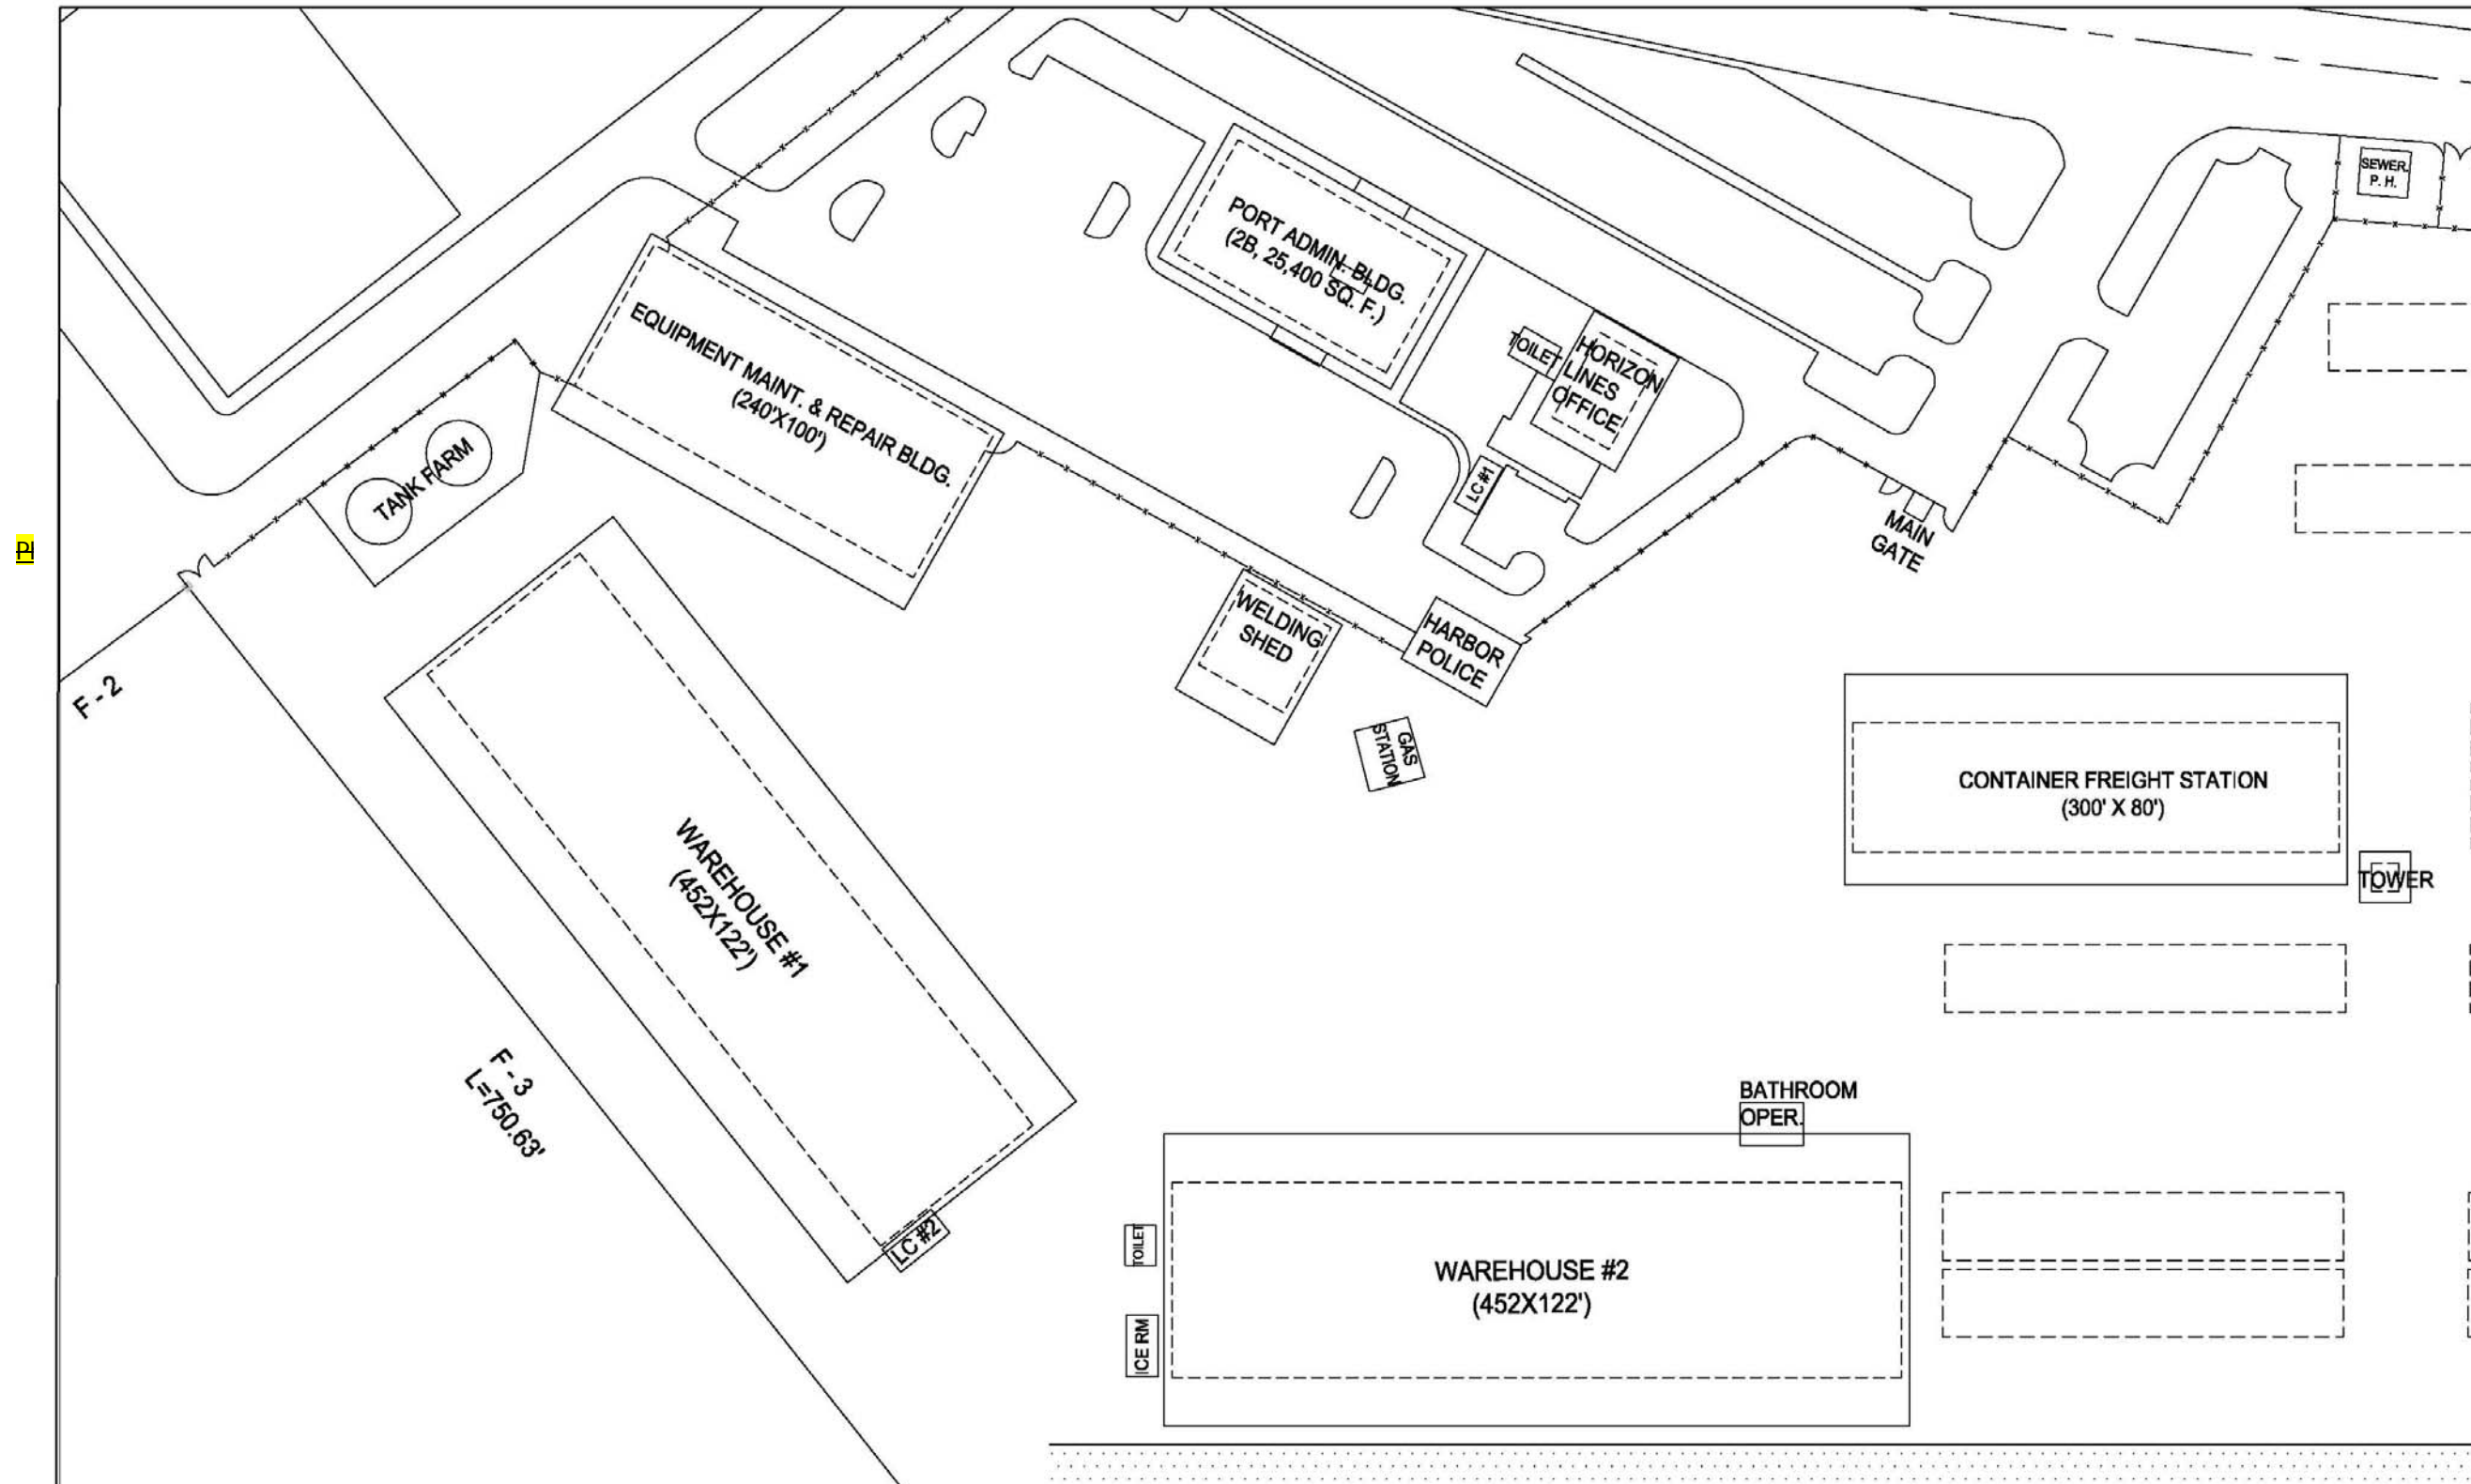 SEWER
P. H.
PORT ADMIN. BLDG.
(2B, 25,400 SQ. F.)
EQUIPMENT MAINT. & REPAIR BLDG.
(240'X100')
TOILET
HORIZON
LINES
OFFICE
TANK FARM
LC #1
MAIN
GATE
PI
WELDING
SHED
HARBOR
POLICE
F - 2
GAS
STATION
CONTAINER FREIGHT STATION
(300' X 80')
TOWER
WAREHOUSE #1
(452X122')
F - 3
L=750.63'
BATHROOM
OPER.
LC #2
TOILET
WAREHOUSE #2
(452X122')
ICE RM